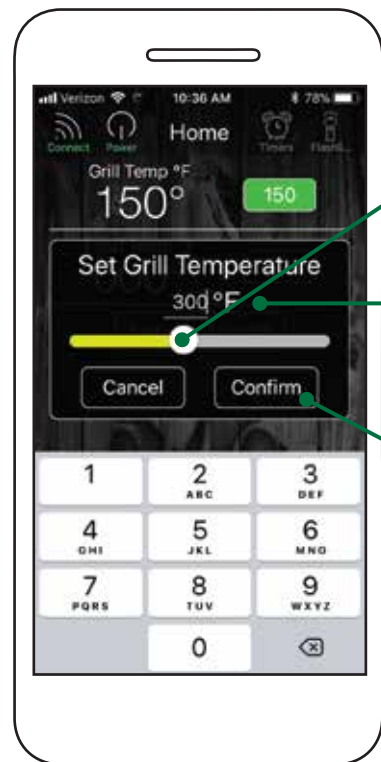 Verizon 10:36 AM 78%
Connect Power Home Timers Flashl...
Grill Temp °F
150° 150
Set Grill Temperature
300 °F
Cancel Confirm
1 2 3
ABC DEF
4 5 6
GHI JKL MNO
7 8 9
PQRS TUV WXYZ
0